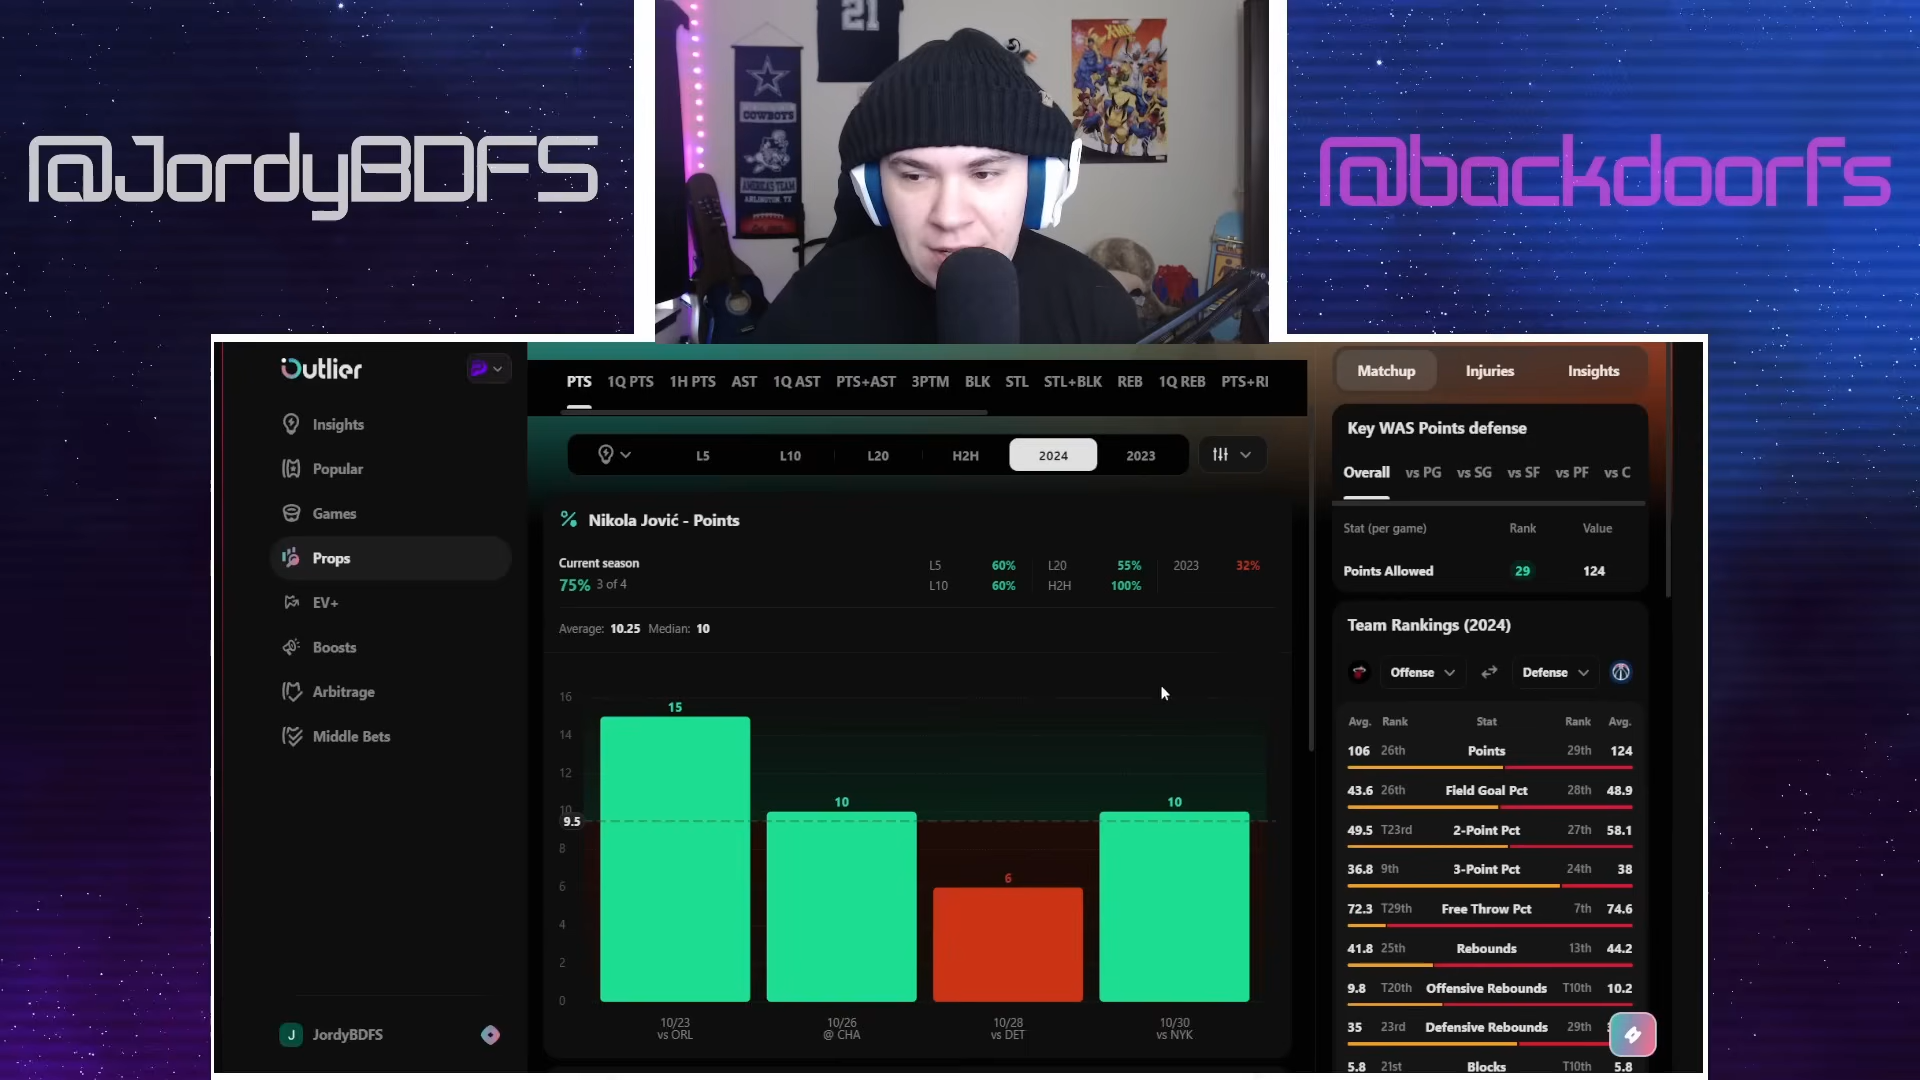 @JordyBDFS
@backdoorfs
21
COWBOYS
AMERICA'S TEAM
ARLINGTON, TX
X-MEN
Outlier
Insights
Popular
Games
Props
EV+
Boosts
Arbitrage
Middle Bets
J JordyBDFS
PTS 1Q PTS 1H PTS AST 1Q AST PTS+AST 3PTM BLK STL STL+BLK REB 1Q REB PTS+RI
L5 L10 L20 H2H 2024 2023
Nikola Jović - Points
Current season
75% 3 of 4
L5 60% L20 55% 2023 32%
L10 60% H2H 100%
Average: 10.25 Median: 10
16
14
12
10
9.5
8
6
4
2
0
15
10
6
10
10/23 10/26 10/28 10/30
vs ORL @ CHA vs DET vs NYK
Matchup Injuries Insights
Key WAS Points defense
Overall vs PG vs SG vs SF vs PF vs C
Stat (per game) Rank Value
Points Allowed 29 124
Team Rankings (2024)
Offense Defense
Avg. Rank Stat Rank Avg.
106 26th Points 29th 124
43.6 26th Field Goal Pct 28th 48.9
49.5 T23rd 2-Point Pct 27th 58.1
36.8 9th 3-Point Pct 24th 38
72.3 T29th Free Throw Pct 7th 74.6
41.8 25th Rebounds 13th 44.2
9.8 T20th Offensive Rebounds T10th 10.2
35 23rd Defensive Rebounds 29th
5.8 21st Blocks T10th 5.8